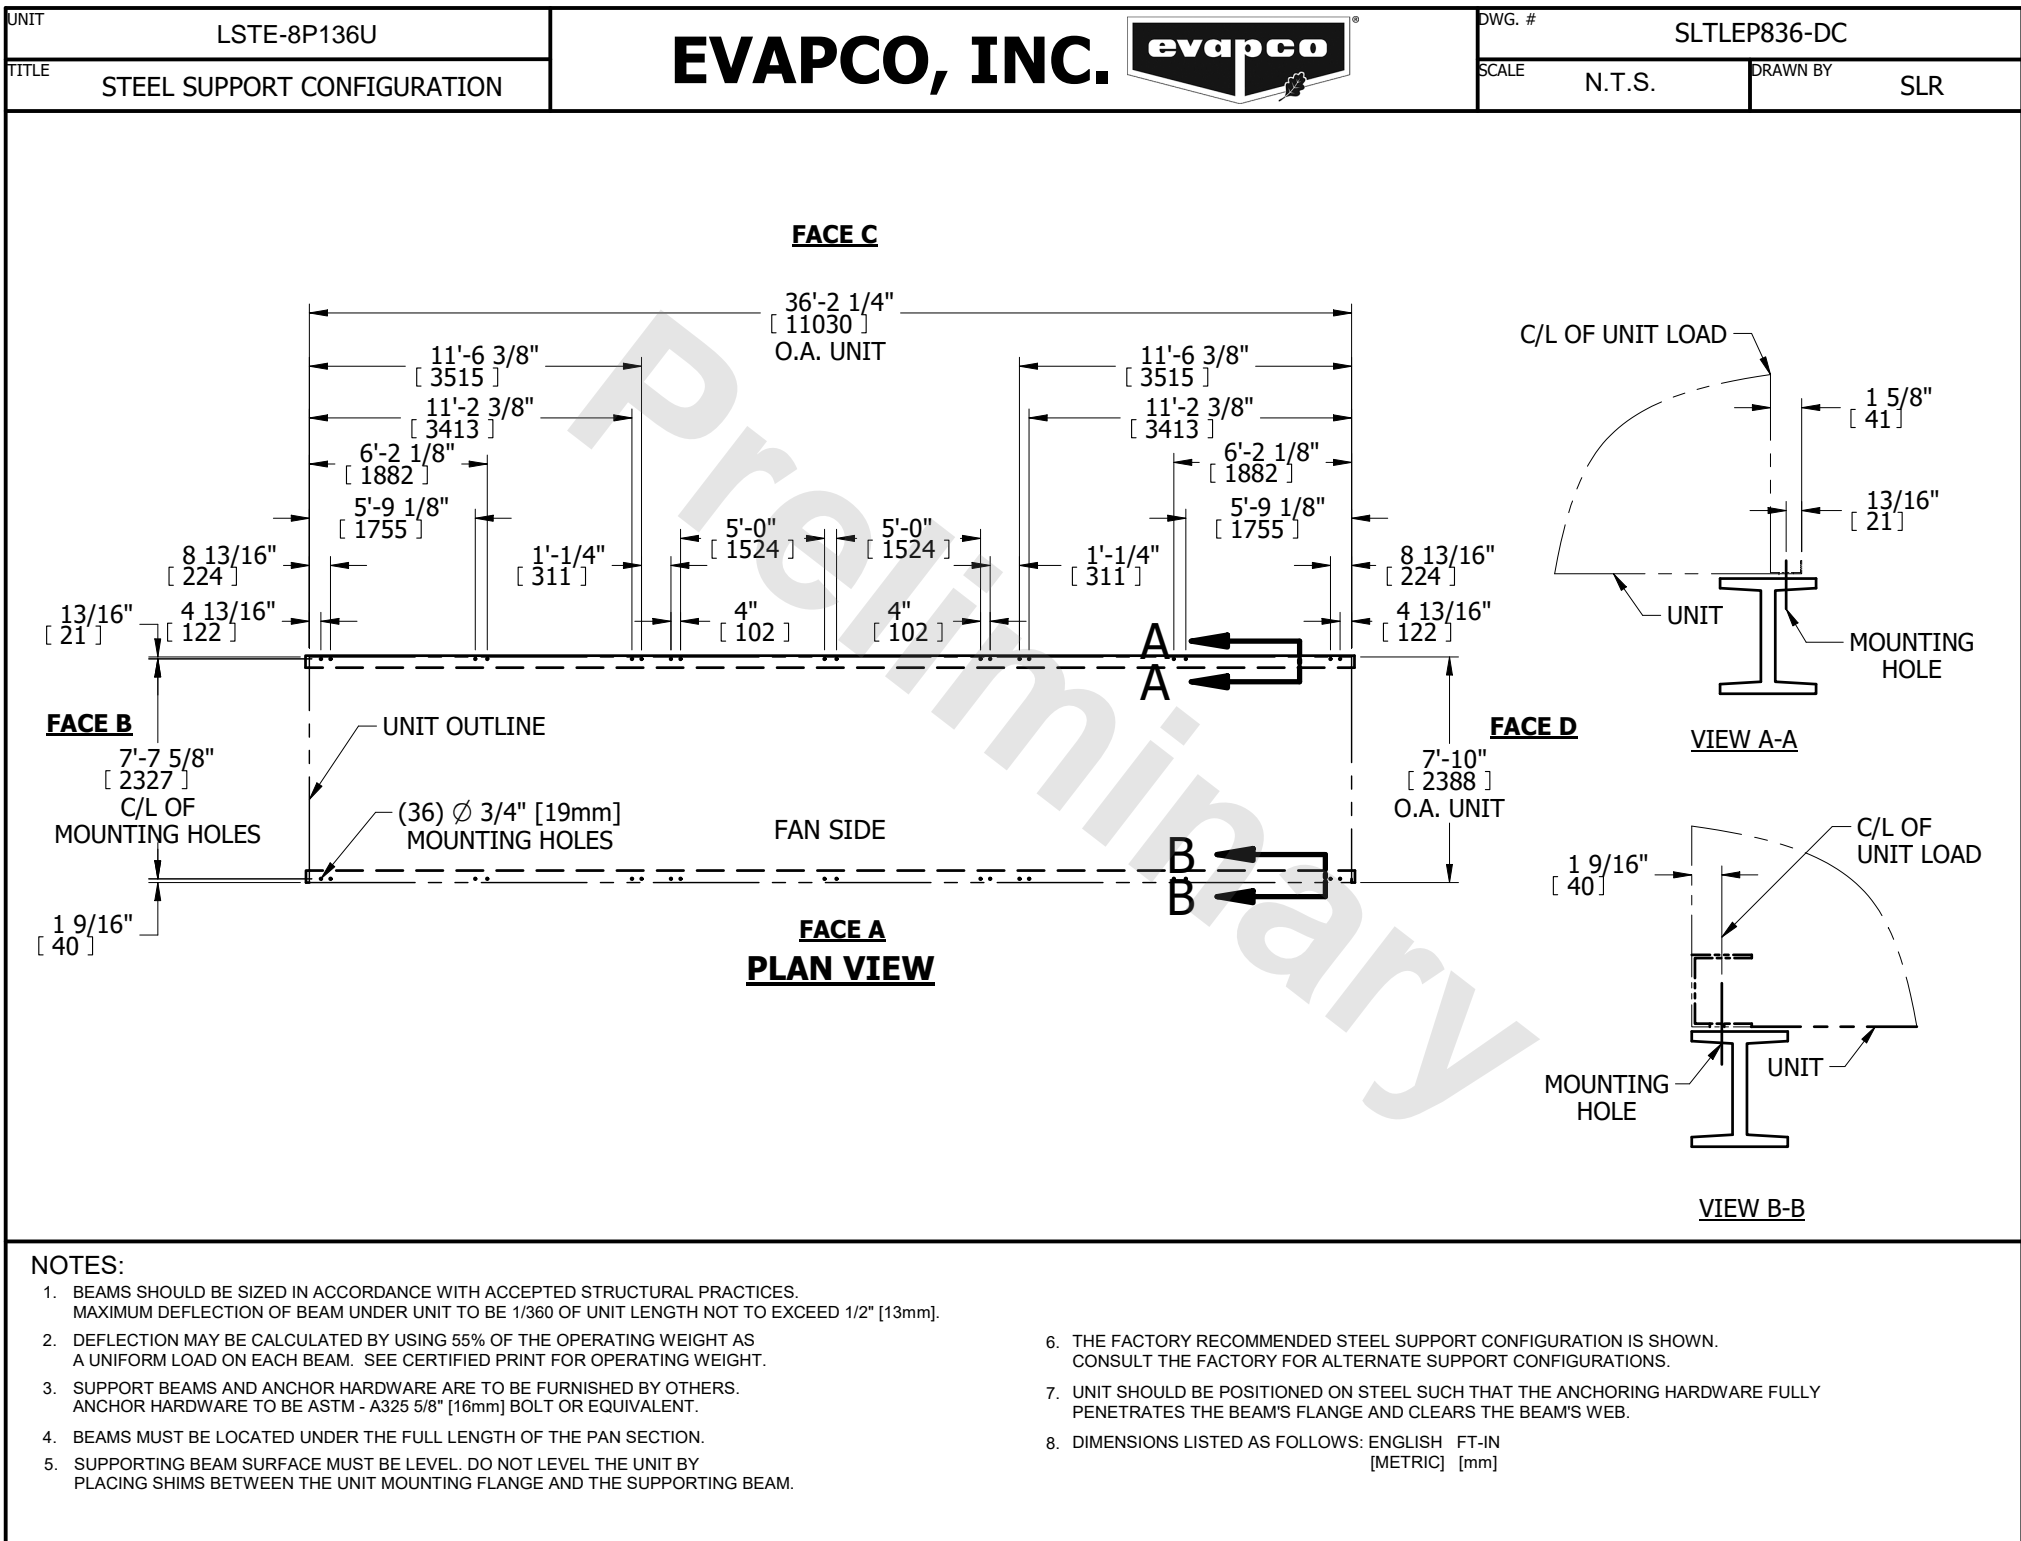 UNIT
LSTE-8P136U
TITLE
STEEL SUPPORT CONFIGURATION
EVAPCO, INC.
evapco
®
DWG. #
SLTLEP836-DC
SCALE
N.T.S.
DRAWN BY
SLR
FACE C
36'-2 1/4"
[ 11030 ]
O.A. UNIT
11'-6 3/8"
[ 3515 ]
11'-6 3/8"
[ 3515 ]
11'-2 3/8"
[ 3413 ]
11'-2 3/8"
[ 3413 ]
6'-2 1/8"
[ 1882 ]
6'-2 1/8"
[ 1882 ]
5'-9 1/8"
[ 1755 ]
5'-0"
[ 1524 ]
5'-0"
[ 1524 ]
5'-9 1/8"
[ 1755 ]
8 13/16"
[ 224 ]
1'-1/4"
[ 311 ]
1'-1/4"
[ 311 ]
8 13/16"
[ 224 ]
13/16"
[ 21 ]
4 13/16"
[ 122 ]
4"
[ 102 ]
4"
[ 102 ]
4 13/16"
[ 122 ]
A
A
FACE B
7'-7 5/8"
[ 2327 ]
C/L OF
MOUNTING HOLES
UNIT OUTLINE
(36) Ø 3/4" [19mm]
MOUNTING HOLES
FAN SIDE
FACE D
7'-10"
[ 2388 ]
O.A. UNIT
B
B
1 9/16"
[ 40 ]
FACE A
PLAN VIEW
Preliminary
C/L OF UNIT LOAD
1 5/8"
[ 41 ]
13/16"
[ 21 ]
UNIT
MOUNTING
HOLE
VIEW A-A
C/L OF
UNIT LOAD
1 9/16"
[ 40 ]
UNIT
MOUNTING
HOLE
VIEW B-B
NOTES:
1. BEAMS SHOULD BE SIZED IN ACCORDANCE WITH ACCEPTED STRUCTURAL PRACTICES.
MAXIMUM DEFLECTION OF BEAM UNDER UNIT TO BE 1/360 OF UNIT LENGTH NOT TO EXCEED 1/2" [13mm].
2. DEFLECTION MAY BE CALCULATED BY USING 55% OF THE OPERATING WEIGHT AS
A UNIFORM LOAD ON EACH BEAM. SEE CERTIFIED PRINT FOR OPERATING WEIGHT.
3. SUPPORT BEAMS AND ANCHOR HARDWARE ARE TO BE FURNISHED BY OTHERS.
ANCHOR HARDWARE TO BE ASTM - A325 5/8" [16mm] BOLT OR EQUIVALENT.
4. BEAMS MUST BE LOCATED UNDER THE FULL LENGTH OF THE PAN SECTION.
5. SUPPORTING BEAM SURFACE MUST BE LEVEL. DO NOT LEVEL THE UNIT BY
PLACING SHIMS BETWEEN THE UNIT MOUNTING FLANGE AND THE SUPPORTING BEAM.
6. THE FACTORY RECOMMENDED STEEL SUPPORT CONFIGURATION IS SHOWN.
CONSULT THE FACTORY FOR ALTERNATE SUPPORT CONFIGURATIONS.
7. UNIT SHOULD BE POSITIONED ON STEEL SUCH THAT THE ANCHORING HARDWARE FULLY
PENETRATES THE BEAM'S FLANGE AND CLEARS THE BEAM'S WEB.
8. DIMENSIONS LISTED AS FOLLOWS: ENGLISH FT-IN
[METRIC] [mm]